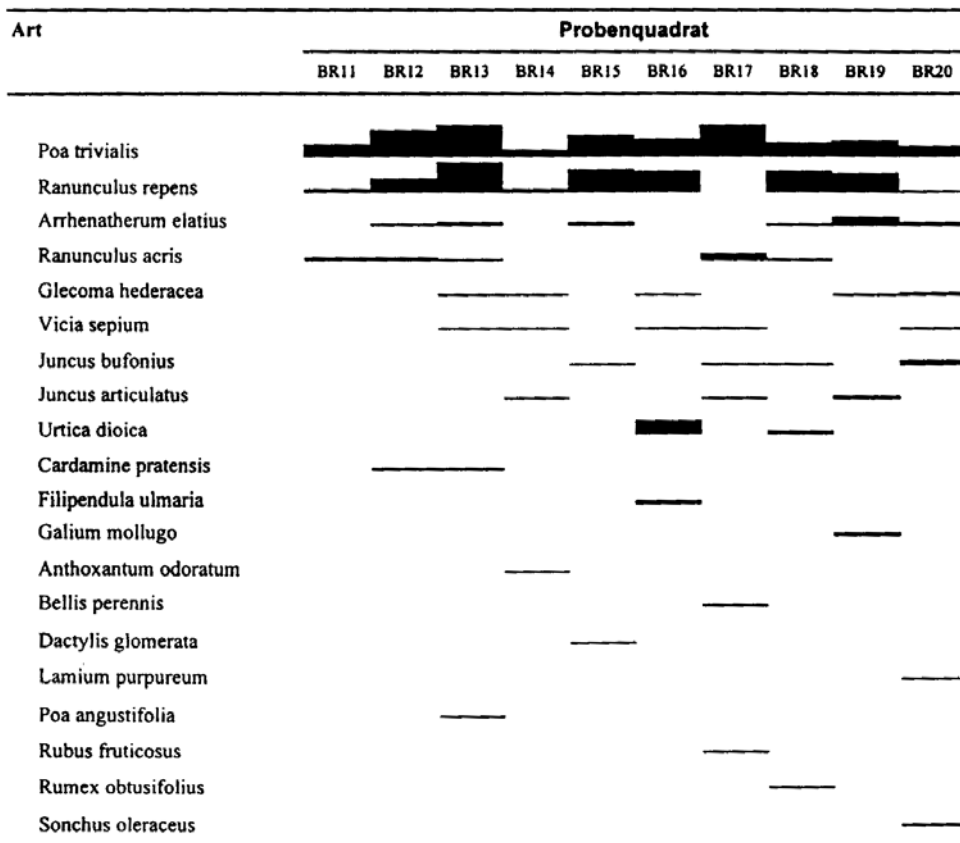 Art Probenquadrat
BR11 BR12 BR13 BR14 BR15 BR16 BR17 BR18 BR19 BR20
Poa trivialis
Ranunculus repens
Arrhenatherum elatius
Ranunculus acris
Glecoma hederacea
Vicia sepium
Juncus bufonius
Juncus articulatus
Urtica dioica
Cardamine pratensis
Filipendula ulmaria
Galium mollugo
Anthoxantum odoratum
Bellis perennis
Dactylis glomerata
Lamium purpureum
Poa angustifolia
Rubus fruticosus
Rumex obtusifolius
Sonchus oleraceus